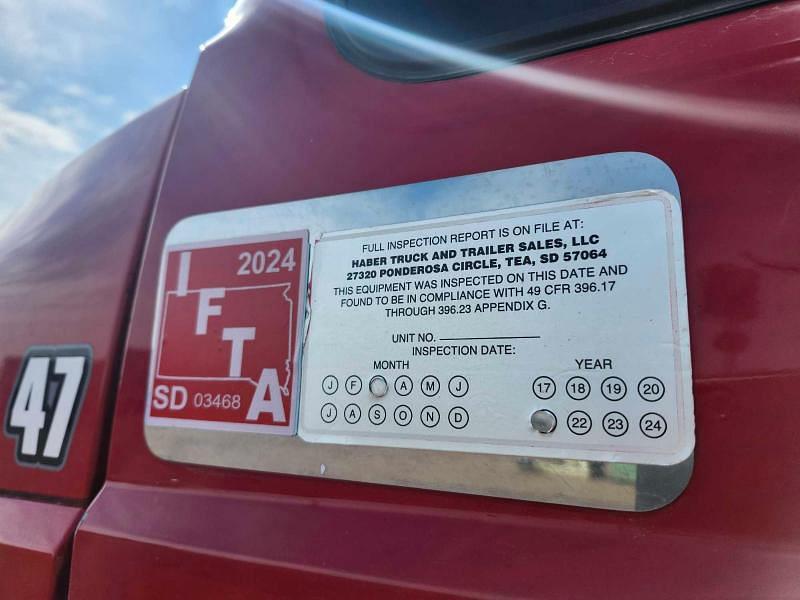 47
I
F
T
A
2024
SD 03468
FULL INSPECTION REPORT IS ON FILE AT:
HABER TRUCK AND TRAILER SALES, LLC
27320 PONDEROSA CIRCLE, TEA, SD 57064
THIS EQUIPMENT WAS INSPECTED ON THIS DATE AND
FOUND TO BE IN COMPLIANCE WITH 49 CFR 396.17
THROUGH 396.23 APPENDIX G.
UNIT NO.
INSPECTION DATE:
MONTH
J F A M J
J A S O N D
YEAR
17 18 19 20
22 23 24